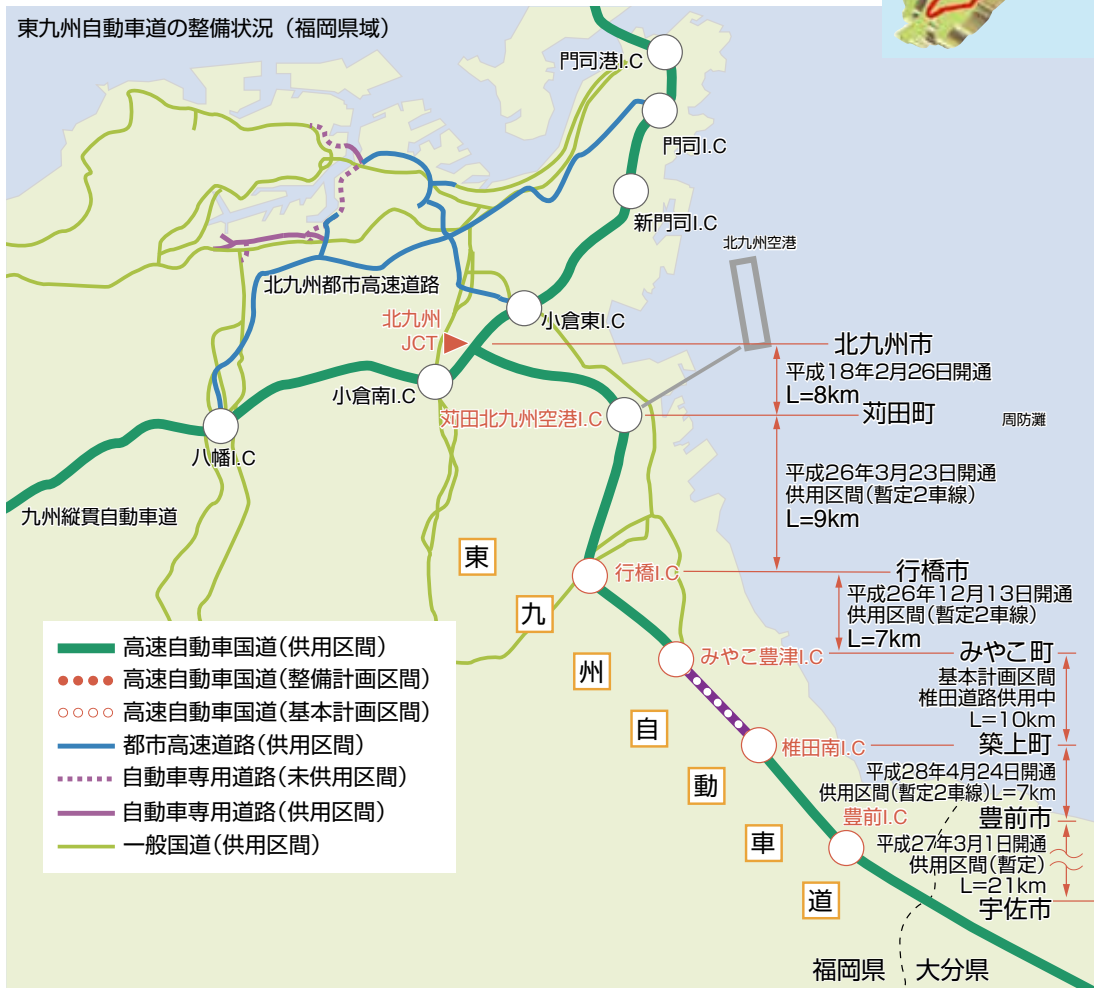 東九州自動車道の整備状況（福岡県域）
門司港I.C
門司I.C
新門司I.C
北九州空港
北九州都市高速道路
小倉東I.C
北九州
JCT
北九州市
平成18年2月26日開通
L=8km
小倉南I.C
苅田北九州空港I.C
苅田町
周防灘
八幡I.C
九州縦貫自動車道
平成26年3月23日開通
供用区間(暫定2車線)
L=9km
東
九
州
自
動
車
道
行橋I.C
行橋市
平成26年12月13日開通
供用区間(暫定2車線)
L=7km
みやこ豊津I.C
みやこ町
基本計画区間
椎田道路供用中
L=10km
椎田南I.C
築上町
平成28年4月24日開通
供用区間(暫定2車線)L=7km
豊前I.C
豊前市
平成27年3月1日開通
供用区間(暫定)
L=21km
宇佐市
福岡県
大分県
高速自動車国道(供用区間)
高速自動車国道(整備計画区間)
高速自動車国道(基本計画区間)
都市高速道路(供用区間)
自動車専用道路(未供用区間)
自動車専用道路(供用区間)
一般国道(供用区間)